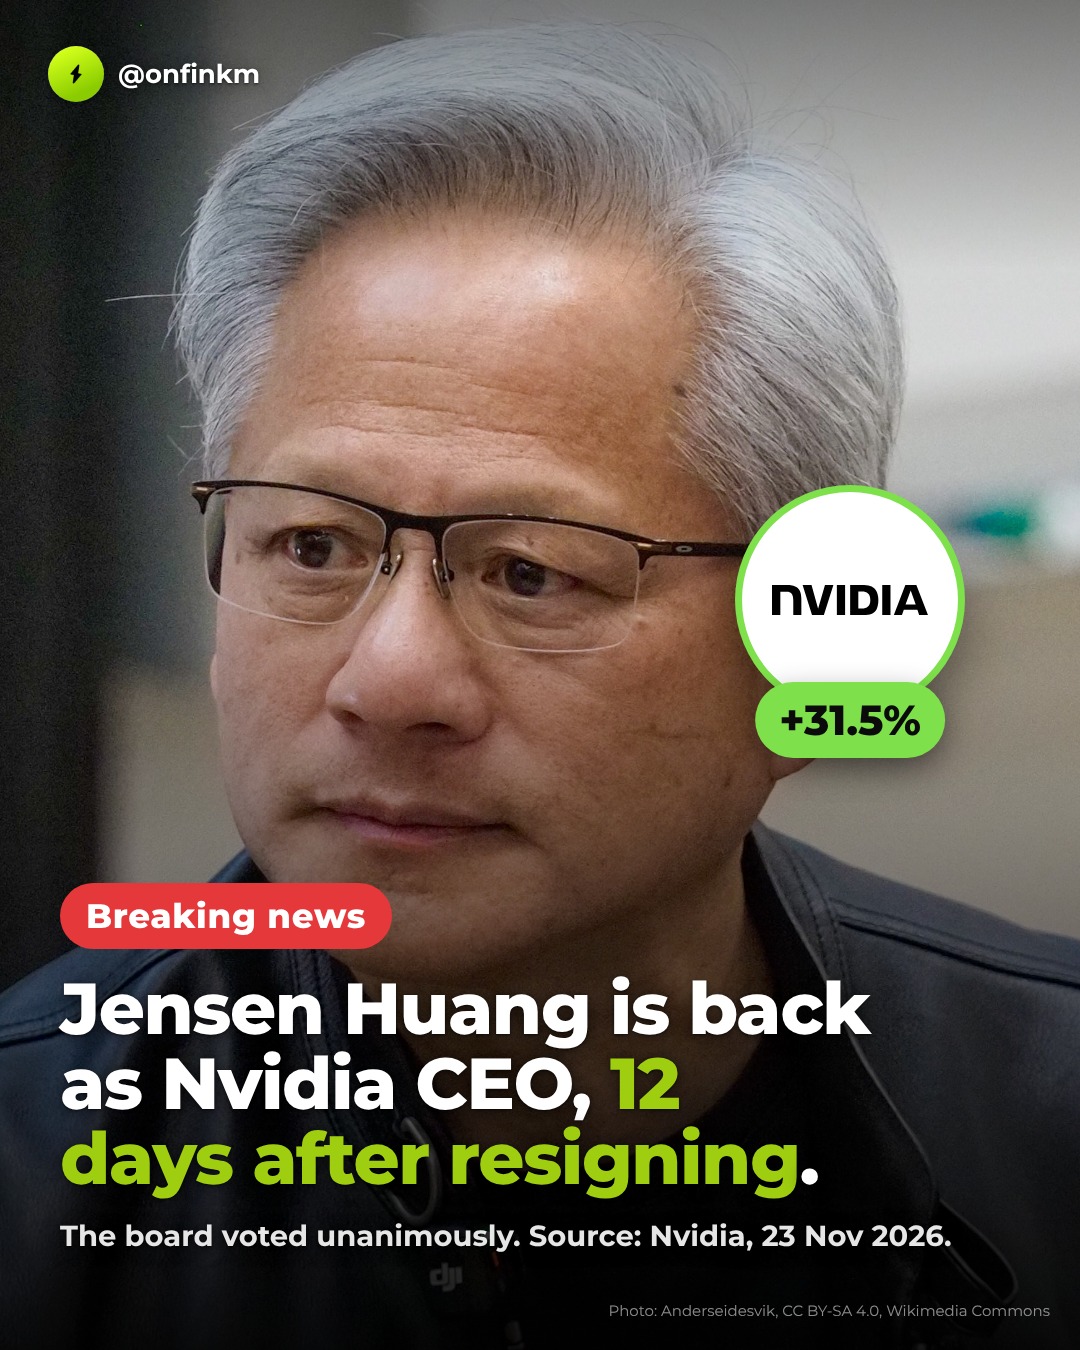 @onfinkm
NVIDIA
+31.5%
Breaking news
Jensen Huang is back
as Nvidia CEO, 12
days after resigning.
The board voted unanimously. Source: Nvidia, 23 Nov 2026.
dji
Photo: Anderseidesvik, CC BY-SA 4.0, Wikimedia Commons